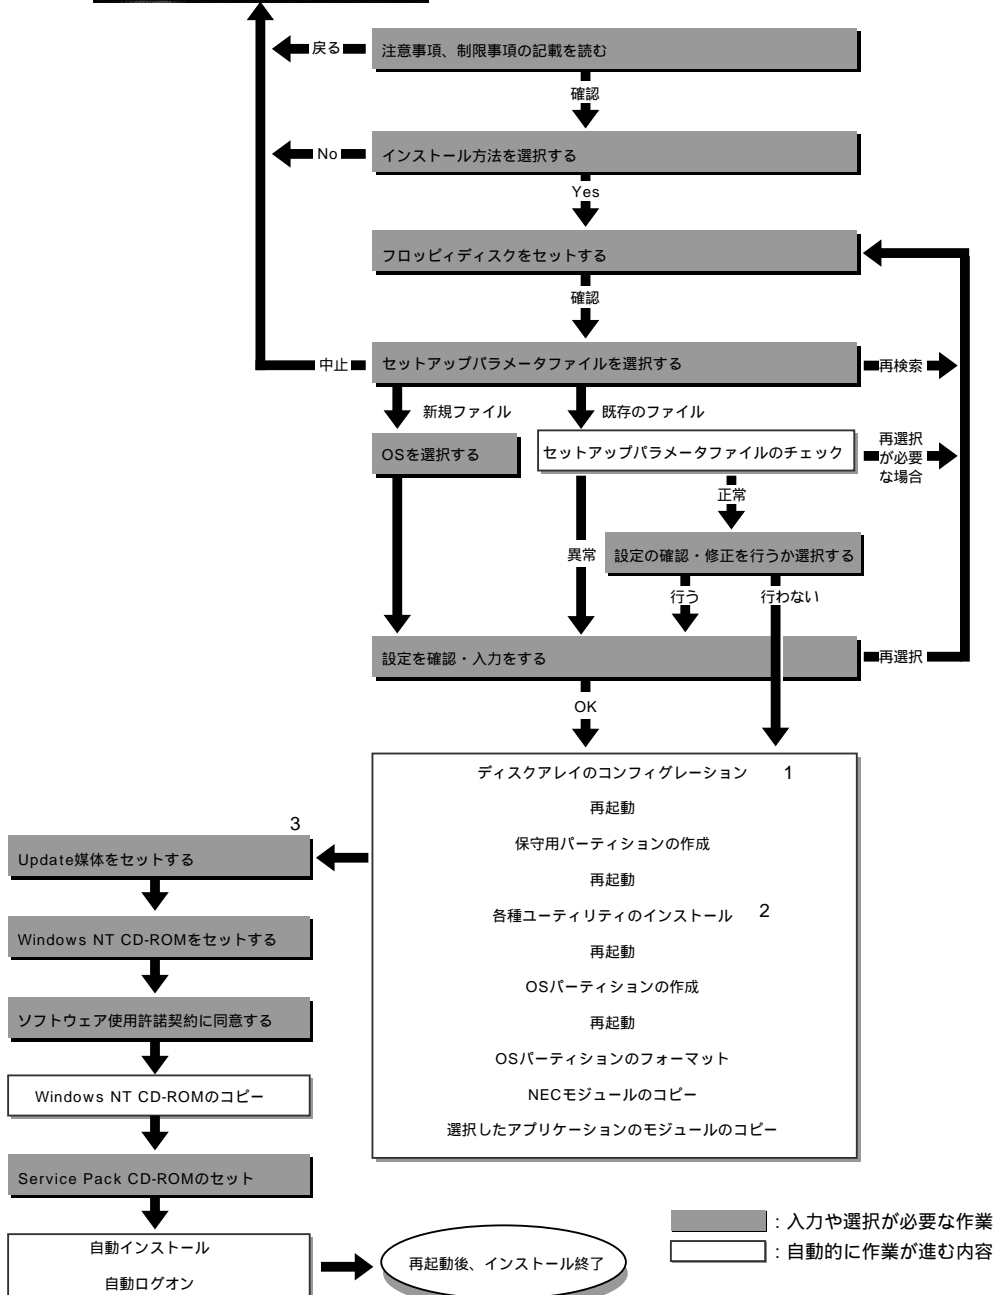 戻る
注意事項、制限事項の記載を読む
確認
No
インストール方法を選択する
Yes
フロッピィディスクをセットする
確認
中止
セットアップパラメータファイルを選択する
再検索
新規ファイル
既存のファイル
OSを選択する
セットアップパラメータファイルのチェック
再選択
が必要
な場合
正常
異常
設定の確認・修正を行うか選択する
行う
行わない
設定を確認・入力をする
再選択
OK
ディスクアレイのコンフィグレーション 1
再起動
保守用パーティションの作成
再起動
各種ユーティリティのインストール 2
再起動
OSパーティションの作成
再起動
OSパーティションのフォーマット
NECモジュールのコピー
選択したアプリケーションのモジュールのコピー
3
Update媒体をセットする
Windows NT CD-ROMをセットする
ソフトウェア使用許諾契約に同意する
Windows NT CD-ROMのコピー
Service Pack CD-ROMのセット
自動インストール
自動ログオン
再起動後、インストール終了
：入力や選択が必要な作業
：自動的に作業が進む内容